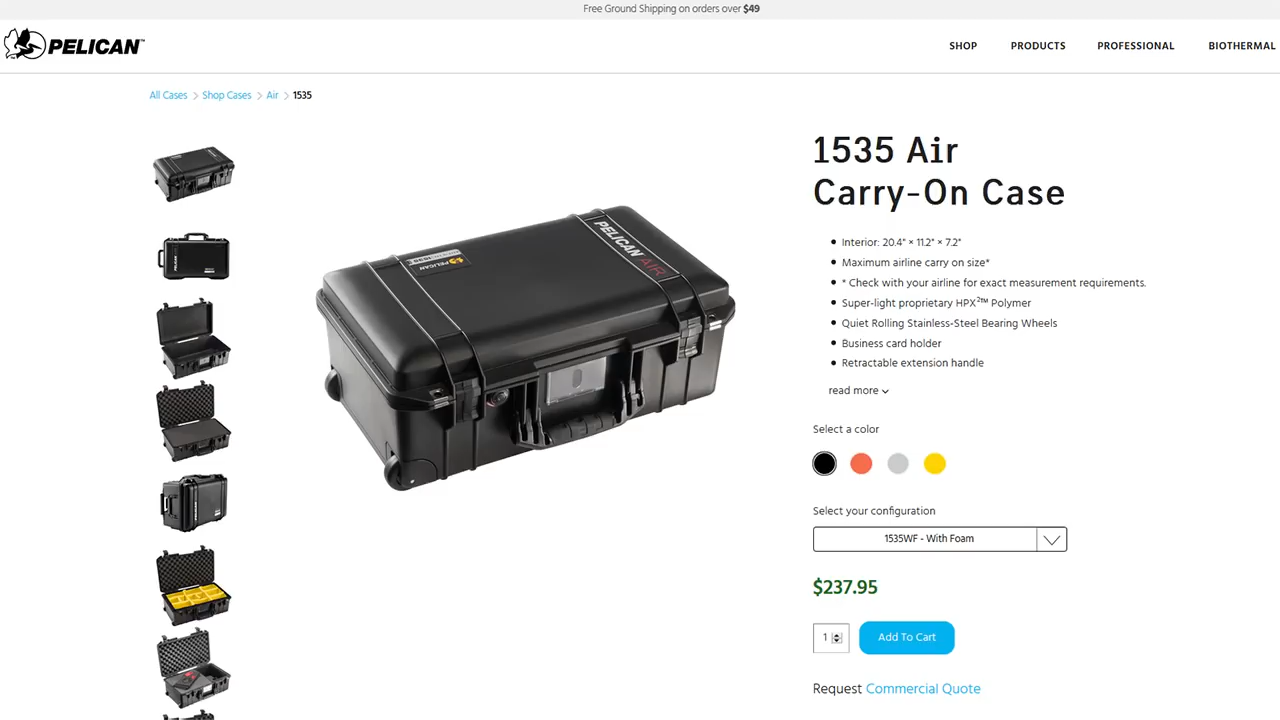 Free Ground Shipping on orders over $49
PELICAN™
SHOP PRODUCTS PROFESSIONAL BIOTHERMAL
All Cases > Shop Cases > Air > 1535
1535 Air
Carry-On Case
Interior: 20.4" × 11.2" × 7.2"
Maximum airline carry on size*
* Check with your airline for exact measurement requirements.
Super-light proprietary HPX²™ Polymer
Quiet Rolling Stainless-Steel Bearing Wheels
Business card holder
Retractable extension handle
read more
PELICAN AIR
PELICAN
Select a color
Select your configuration
1535WF - With Foam
$237.95
1 Add To Cart
Request Commercial Quote